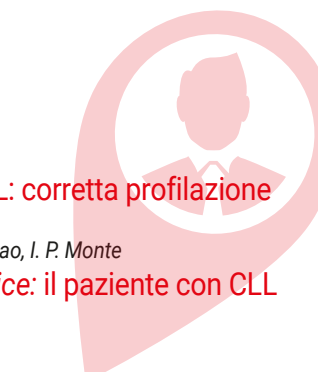 L: corretta profilazione
ao, I. P. Monte
ice: il paziente con CLL